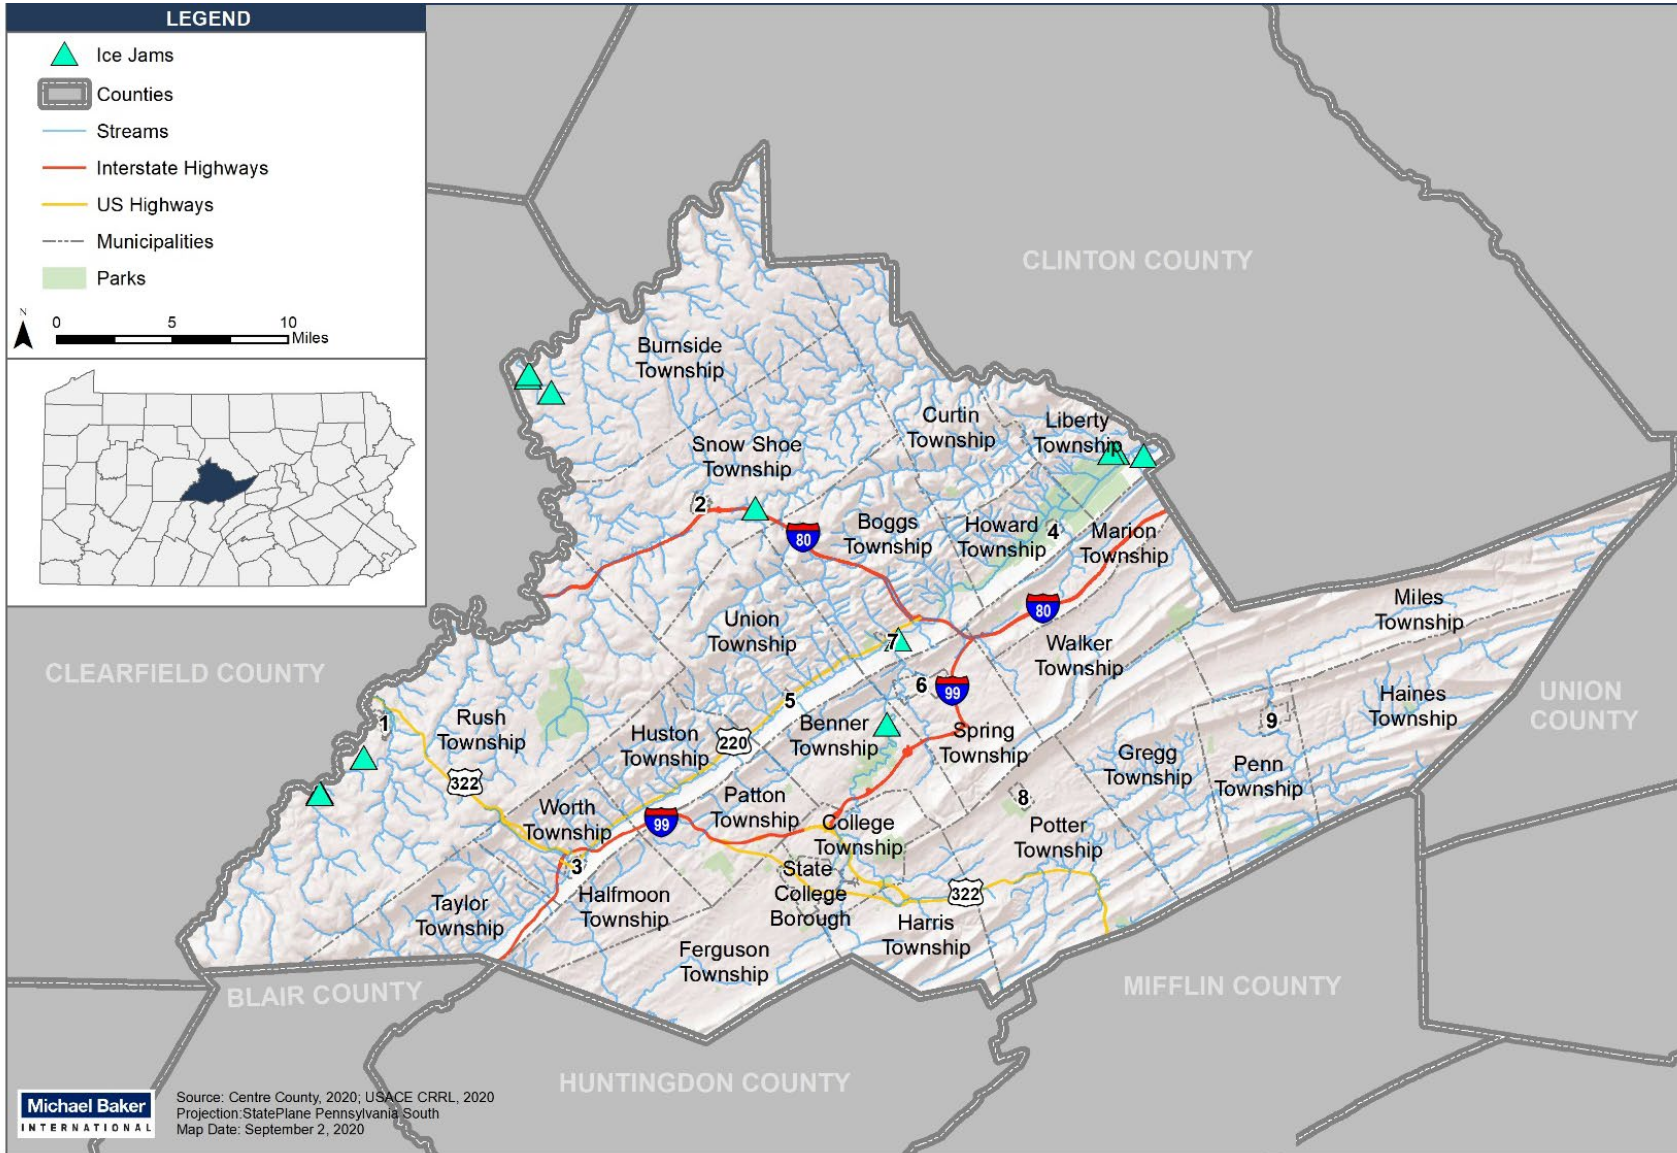 LEGEND
Ice Jams
Counties
Streams
Interstate Highways
US Highways
Municipalities
Parks
N
0 5 10
Miles
CLINTON COUNTY
Burnside
Township
Curtin
Township
Liberty
Township
Snow Shoe
Township
2
80
Boggs
Township
Howard
Township
4
Marion
Township
80
Miles
Township
Union
Township
7
Walker
Township
CLEARFIELD COUNTY
6
99
5
UNION
COUNTY
Haines
Township
1
Rush
Township
Huston
Township
220
Benner
Township
Spring
Township
9
Gregg
Township
Penn
Township
322
Worth
Township
99
Patton
Township
8
College
Township
Potter
Township
3
State
College
Borough
322
Taylor
Township
Halfmoon
Township
Harris
Township
Ferguson
Township
BLAIR COUNTY
MIFFLIN COUNTY
HUNTINGDON COUNTY
Michael Baker
INTERNATIONAL
Source: Centre County, 2020; USACE CRRL, 2020
Projection:StatePlane Pennsylvania South
Map Date: September 2, 2020